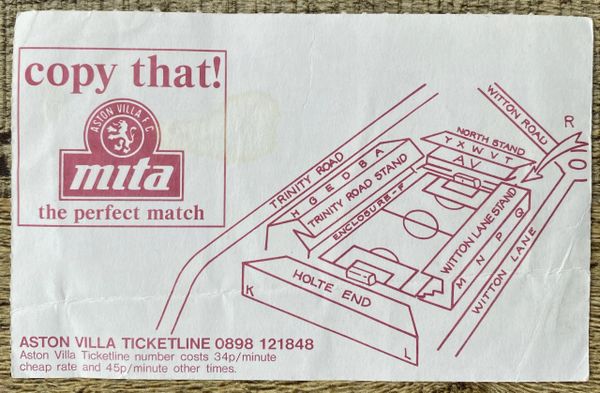 copy that!
ASTON VILLA F.C
mita
the perfect match
WITTON ROAD
R
O
NORTH STAND
Y X W V T
AV
TRINITY ROAD
H G E D B A
TRINITY ROAD STAND
ENCLOSURE-F
WITTON LANE STAND
M N P Q
WITTON LANE
HOLTE END
K
L
ASTON VILLA TICKETLINE 0898 121848
Aston Villa Ticketline number costs 34p/minute
cheap rate and 45p/minute other times.